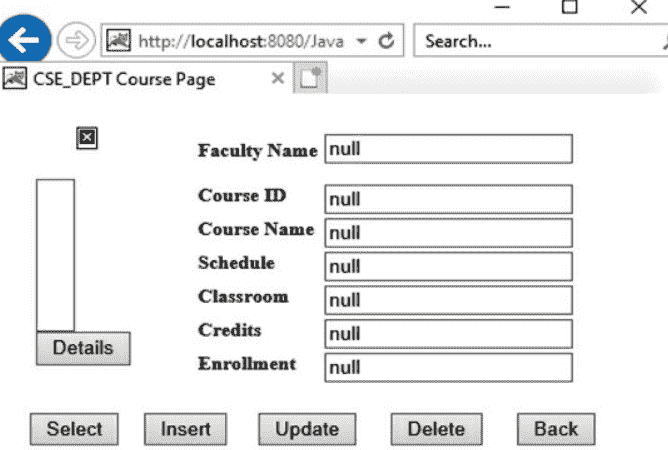 http://localhost:8080/Java
Search...
CSE_DEPT Course Page
Faculty Name null
Course ID null
Course Name null
Schedule null
Classroom null
Credits null
Enrollment null
Details
Select Insert Update Delete Back